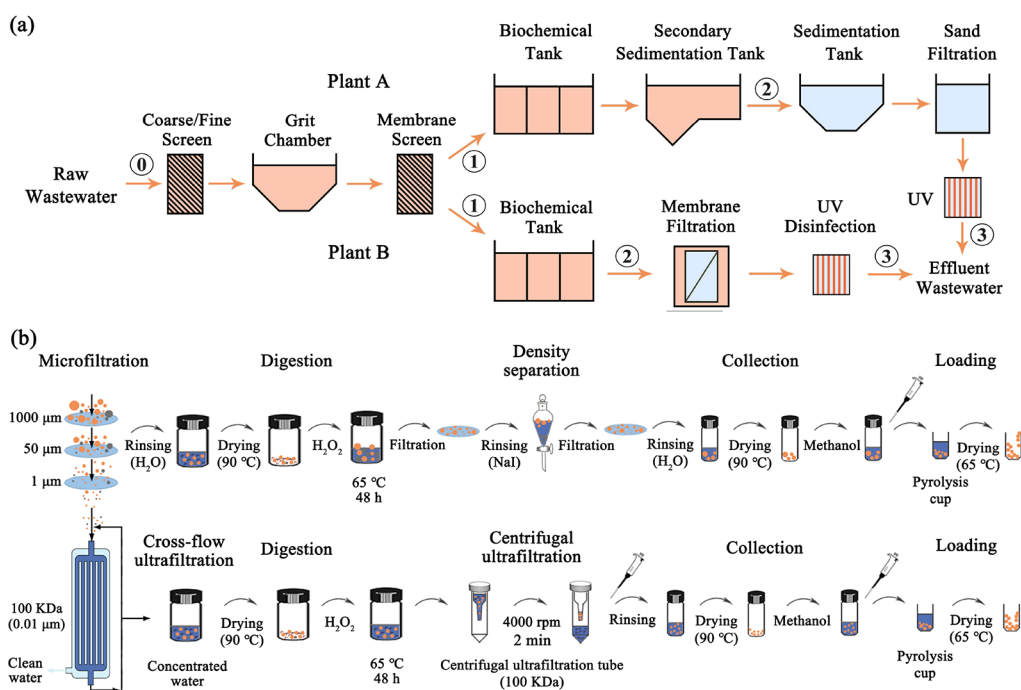 (a)
Plant A
Raw
Wastewater
0
Coarse/Fine
Screen
Grit
Chamber
Membrane
Screen
1
Biochemical
Tank
Secondary
Sedimentation Tank
2
Sedimentation
Tank
Sand
Filtration
UV
3
Plant B
1
Biochemical
Tank
2
Membrane
Filtration
UV
Disinfection
3
Effluent
Wastewater
(b)
Microfiltration
1000 μm
50 μm
1 μm
Rinsing
(H₂O)
Digestion
Drying
(90 ℃)
H₂O₂
65 ℃
48 h
Filtration
Density
separation
Rinsing
(NaI)
Filtration
Collection
Rinsing
(H₂O)
Drying
(90 ℃)
Methanol
Loading
Pyrolysis
cup
Drying
(65 ℃)
100 KDa
(0.01 μm)
Clean
water
Cross-flow
ultrafiltration
Concentrated
water
Digestion
Drying
(90 ℃)
H₂O₂
65 ℃
48 h
Centrifugal
ultrafiltration
4000 rpm
2 min
Centrifugal ultrafiltration tube
(100 KDa)
Rinsing
Collection
Drying
(90 ℃)
Methanol
Loading
Pyrolysis
cup
Drying
(65 ℃)